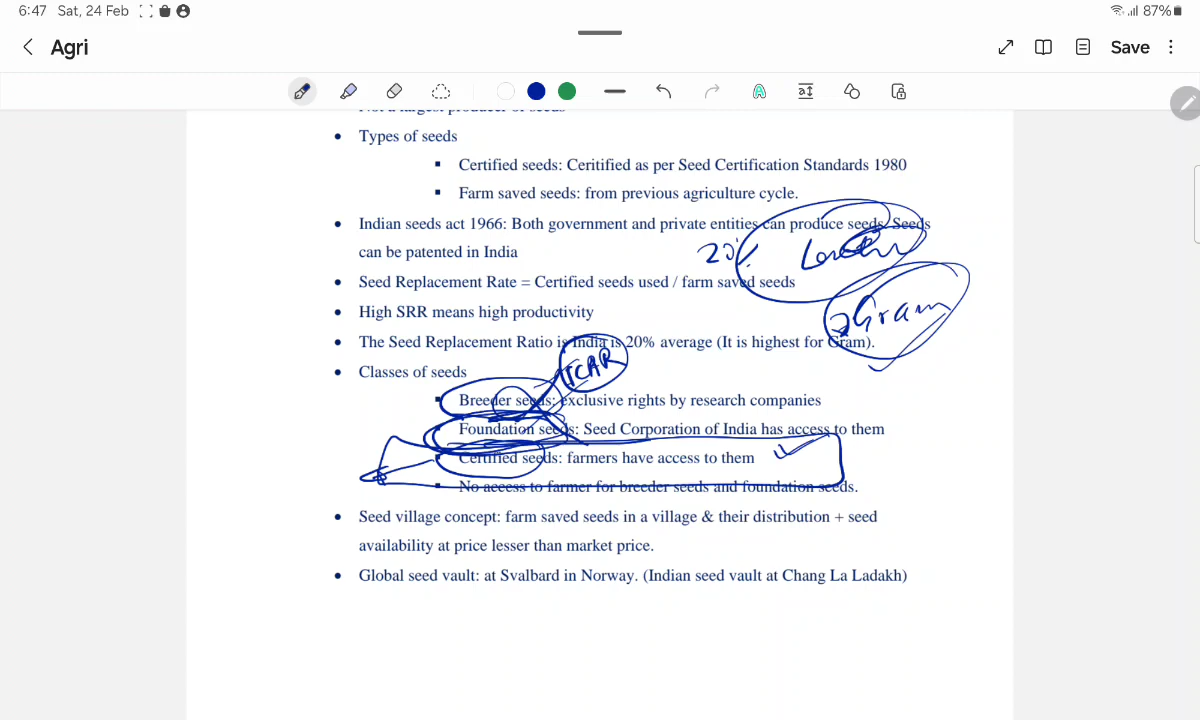 6:47 Sat, 24 Feb 87%
Agri Save
Not a largest producer of seeds
• Types of seeds
▪ Certified seeds: Ceritified as per Seed Certification Standards 1980
▪ Farm saved seeds: from previous agriculture cycle.
• Indian seeds act 1966: Both government and private entities can produce seeds. Seeds
can be patented in India
20%
• Seed Replacement Rate = Certified seeds used / farm saved seeds
• High SRR means high productivity
Gram
• The Seed Replacement Ratio is India is 20% average (It is highest for Gram).
• Classes of seeds
ICAR
▪ Breeder seeds: exclusive rights by research companies
▪ Foundation seeds: Seed Corporation of India has access to them
▪ Certified seeds: farmers have access to them
▪ No access to farmer for breeder seeds and foundation seeds.
• Seed village concept: farm saved seeds in a village & their distribution + seed
availability at price lesser than market price.
• Global seed vault: at Svalbard in Norway. (Indian seed vault at Chang La Ladakh)